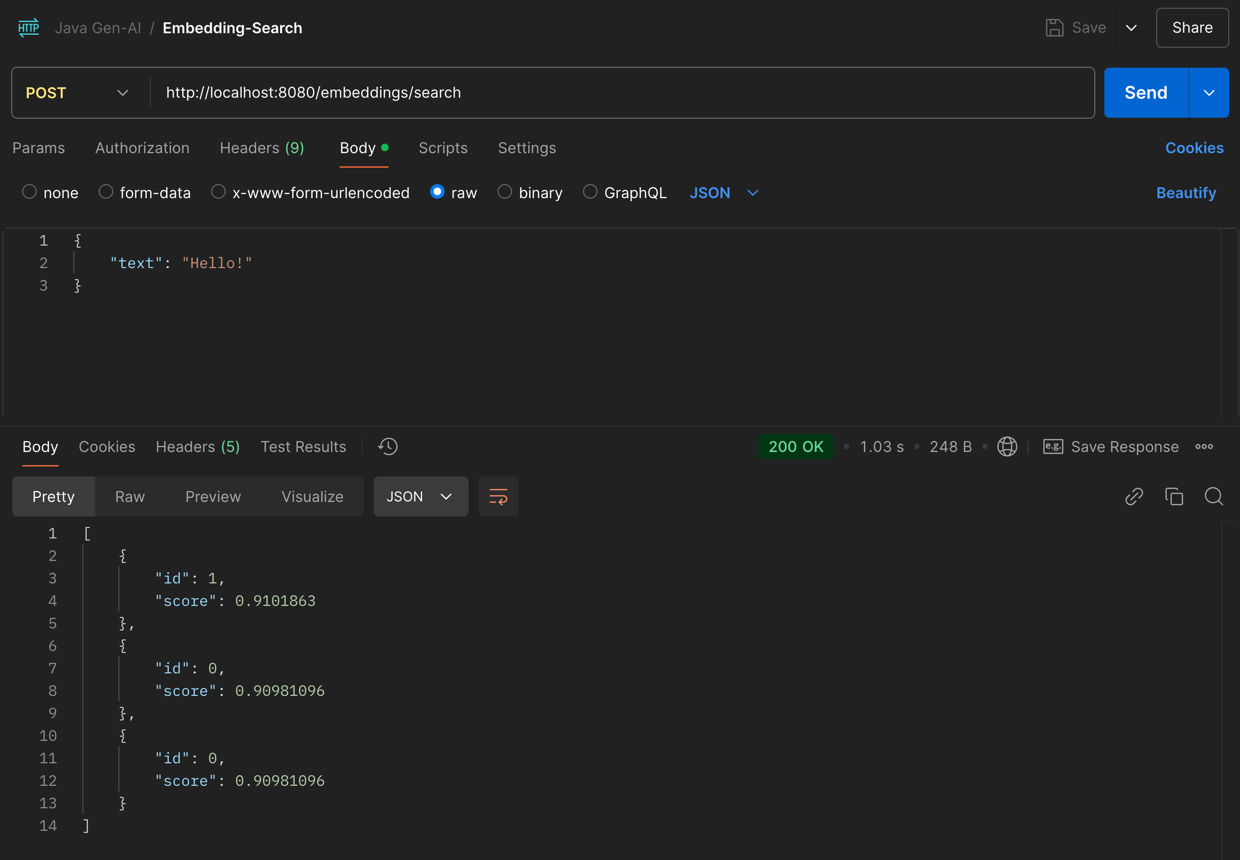 HTTP Java Gen-AI / Embedding-Search Save Share
POST http://localhost:8080/embeddings/search Send
Params Authorization Headers (9) Body Scripts Settings Cookies
none form-data x-www-form-urlencoded raw binary GraphQL JSON Beautify
1 {
2 "text": "Hello!"
3 }
Body Cookies Headers (5) Test Results 200 OK • 1.03 s • 248 B • e.g. Save Response
Pretty Raw Preview Visualize JSON
1 [
2 {
3 "id": 1,
4 "score": 0.9101863
5 },
6 {
7 "id": 0,
8 "score": 0.90981096
9 },
10 {
11 "id": 0,
12 "score": 0.90981096
13 }
14 ]